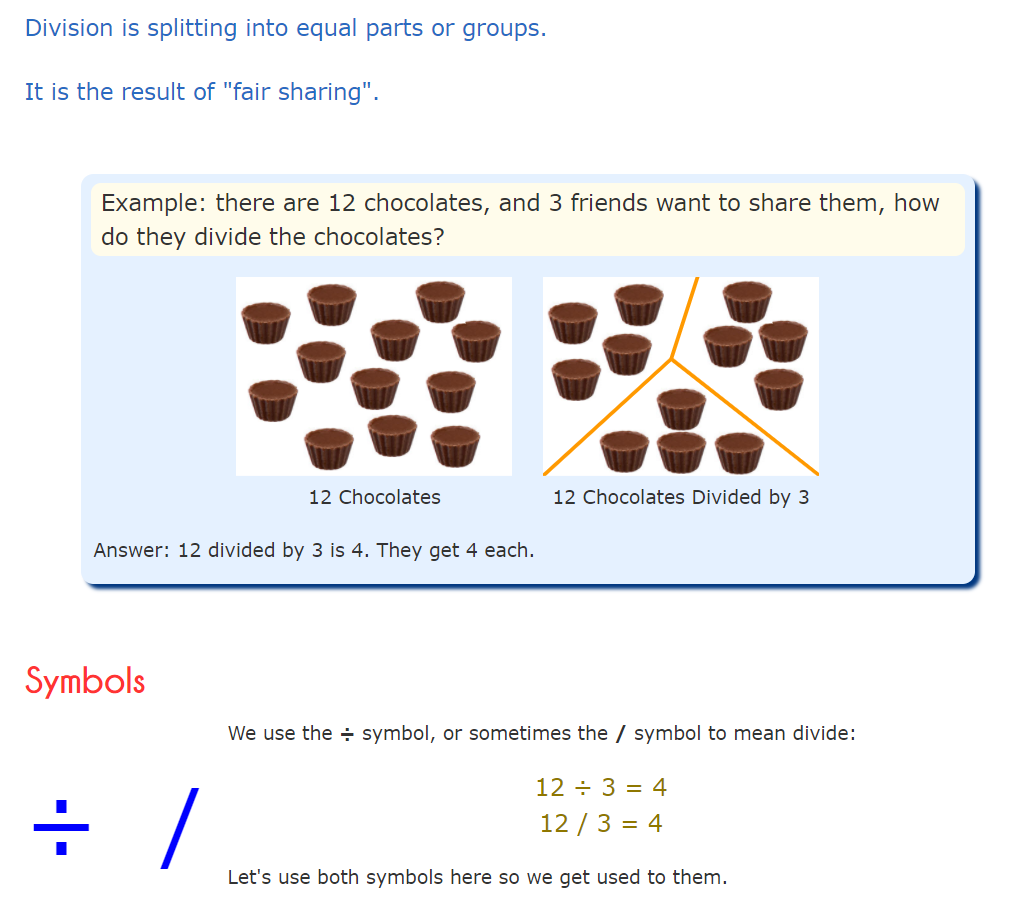 Division is splitting into equal parts or groups.
It is the result of "fair sharing".
Example: there are 12 chocolates, and 3 friends want to share them, how
do they divide the chocolates?
12 Chocolates
12 Chocolates Divided by 3
Answer: 12 divided by 3 is 4. They get 4 each.
Symbols
We use the ÷ symbol, or sometimes the / symbol to mean divide:
÷ /
12 ÷ 3 = 4
12 / 3 = 4
Let's use both symbols here so we get used to them.